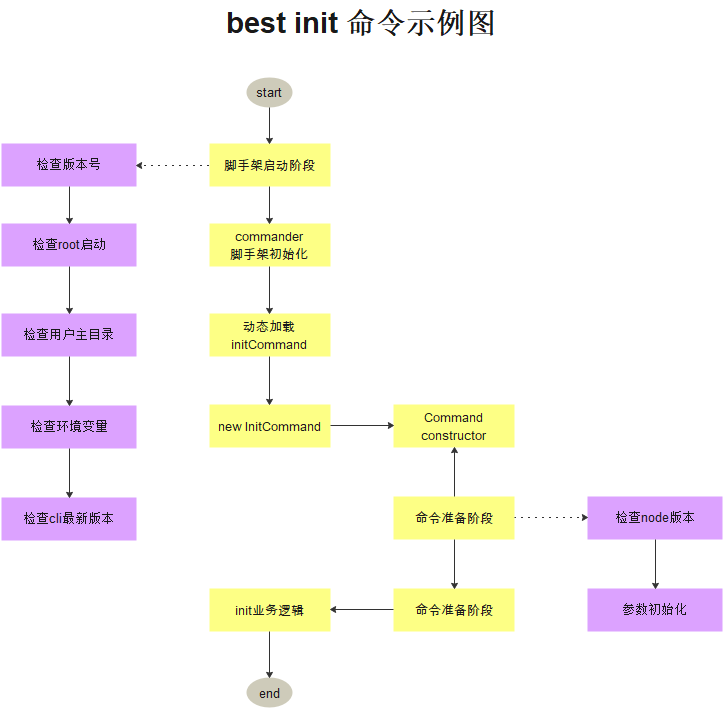 best init 命令示例图
start
检查版本号
脚手架启动阶段
检查root启动
commander
脚手架初始化
检查用户主目录
动态加载
initCommand
检查环境变量
new InitCommand
Command
constructor
检查cli最新版本
命令准备阶段
检查node版本
init业务逻辑
命令准备阶段
参数初始化
end